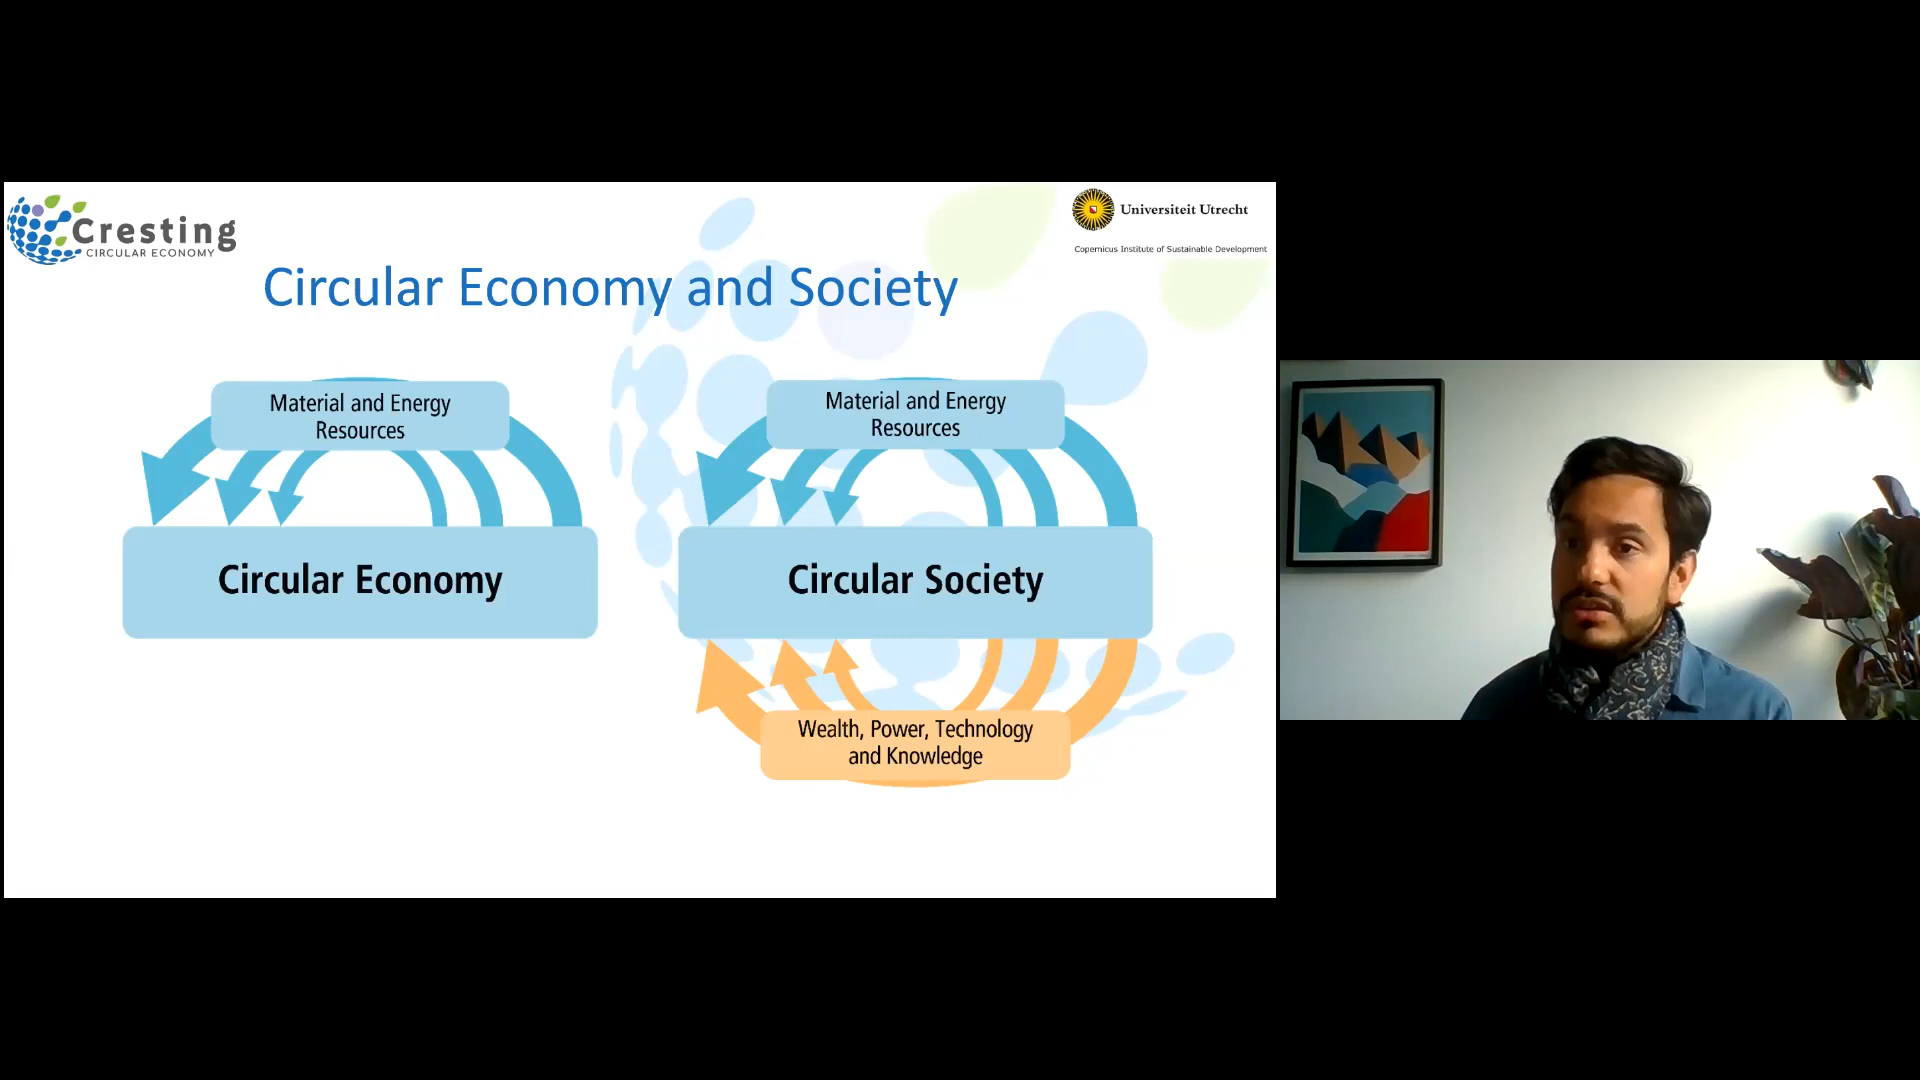 Cresting
CIRCULAR ECONOMY
Universiteit Utrecht
Copernicus Institute of Sustainable Development
Circular Economy and Society
Material and Energy
Resources
Circular Economy
Material and Energy
Resources
Circular Society
Wealth, Power, Technology
and Knowledge